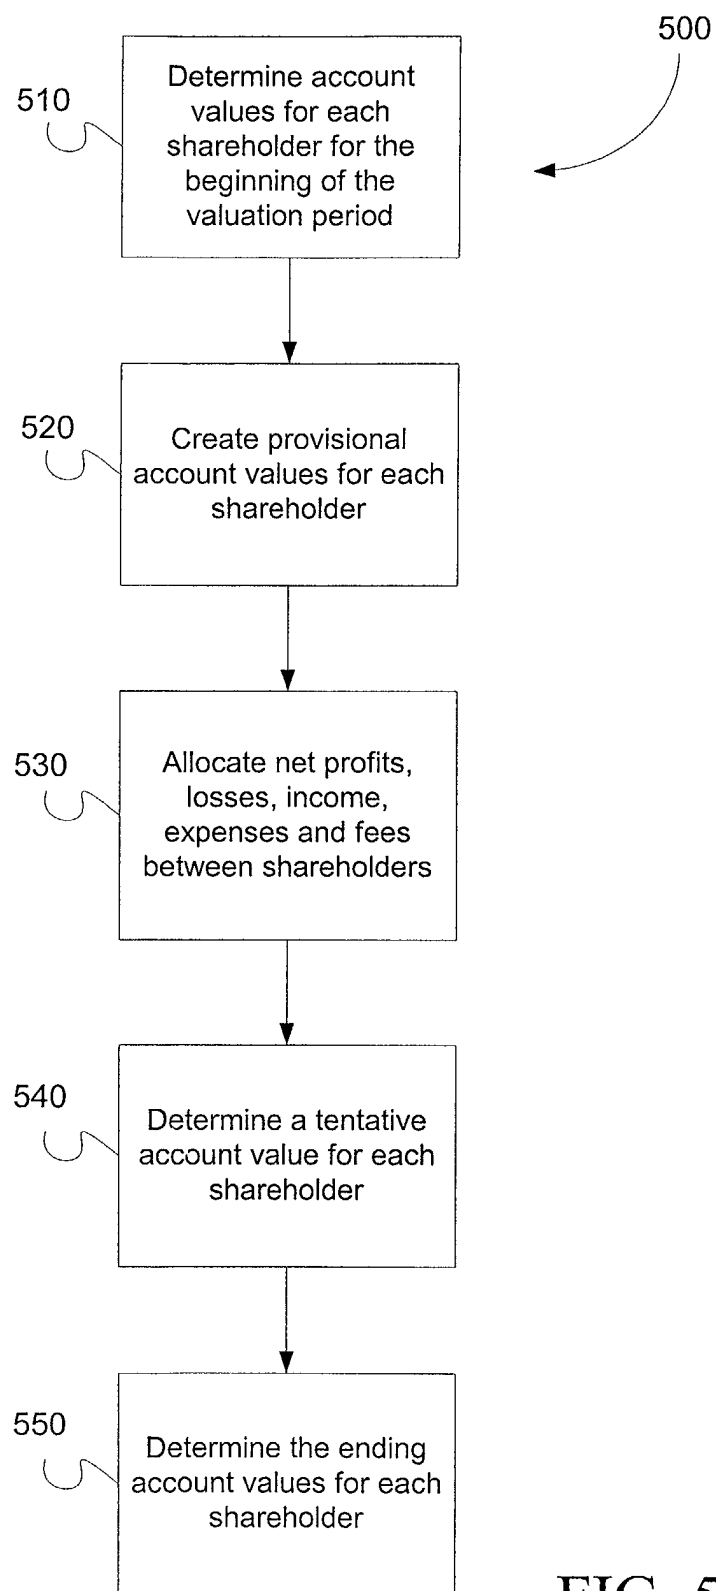 500
510
Determine account
values for each
shareholder for the
beginning of the
valuation period
520
Create provisional
account values for each
shareholder
530
Allocate net profits,
losses, income,
expenses and fees
between shareholders
540
Determine a tentative
account value for each
shareholder
550
Determine the ending
account values for each
shareholder
FIG. 5